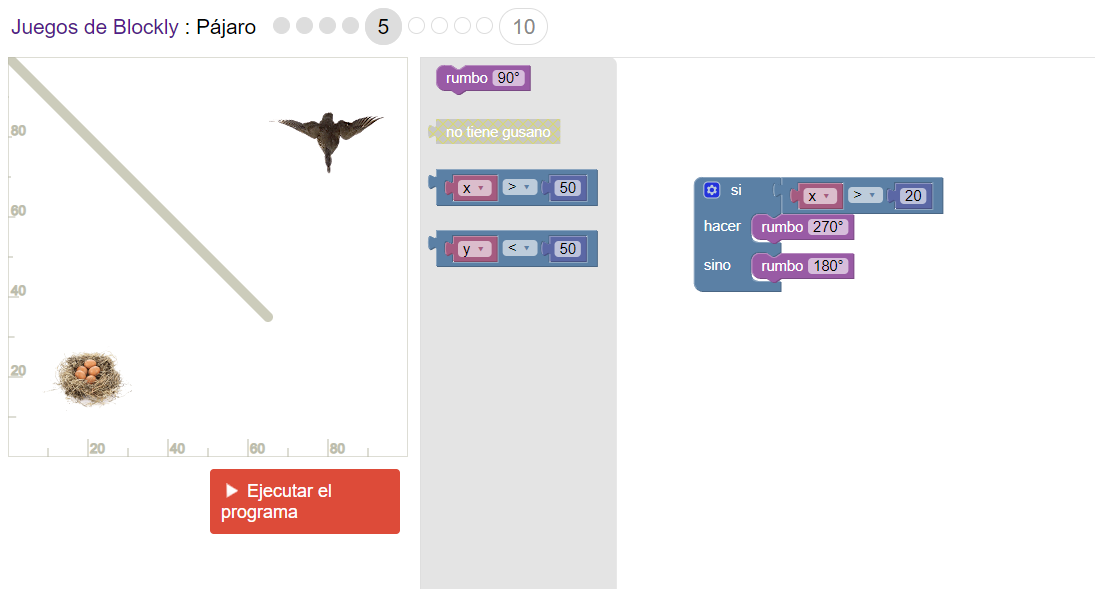 Juegos de Blockly : Pájaro 5 10
80
60
40
20
20 40 60 80
Ejecutar el
programa
rumbo 90°
no tiene gusano
x > 50
y < 50
si x > 20
hacer rumbo 270°
sino rumbo 180°